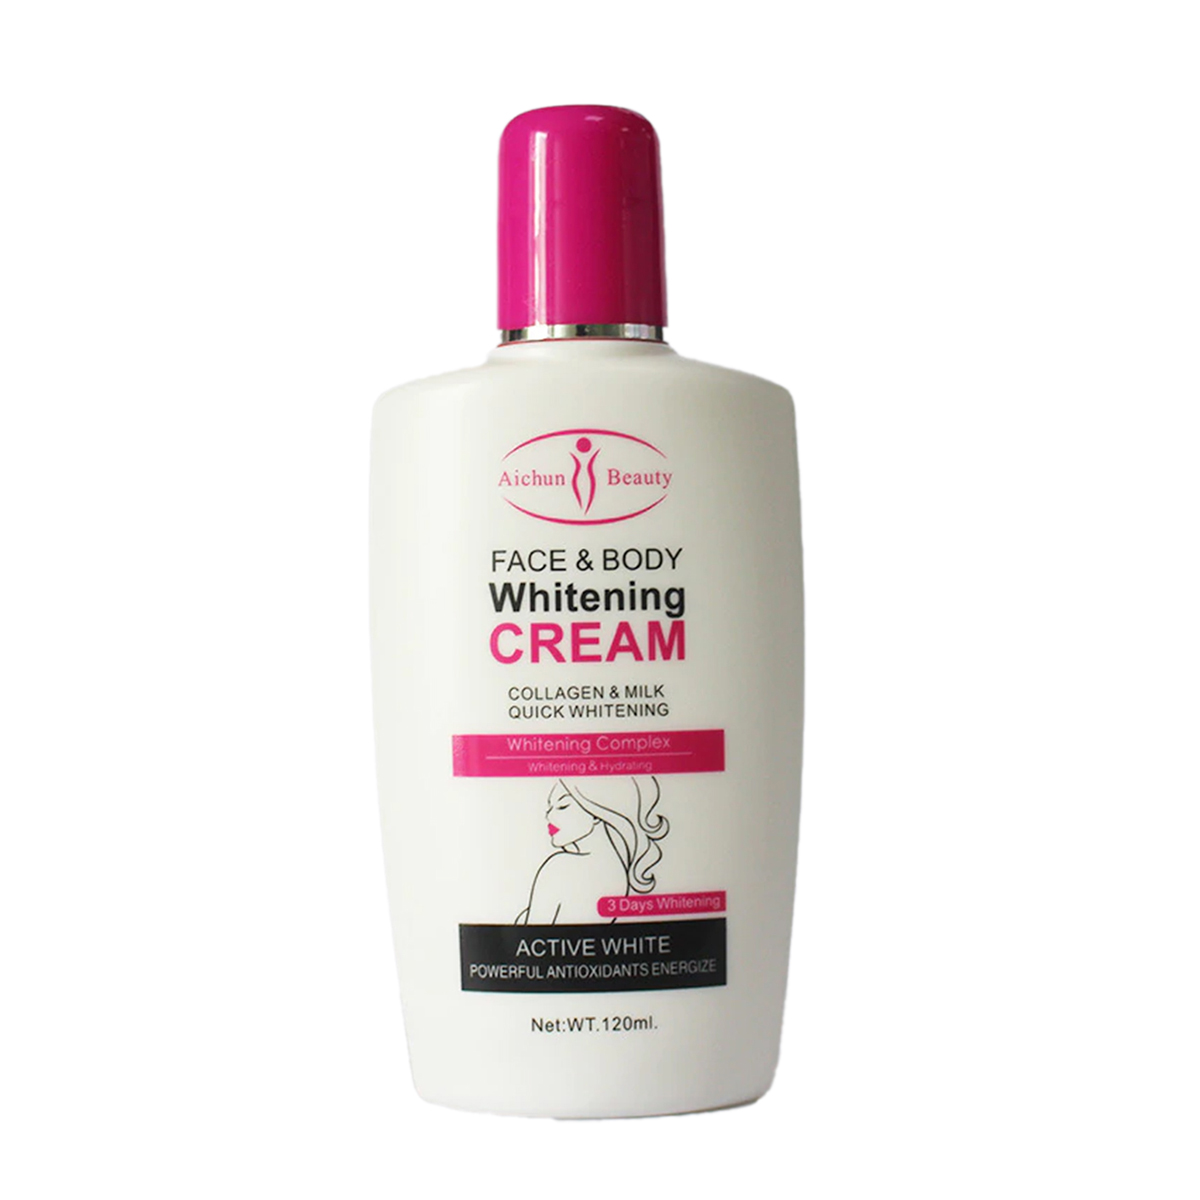 Aichun Beauty
FACE & BODY
Whitening
CREAM
COLLAGEN & MILK
QUICK WHITENING
Whitening Complex
Whitening & Hydrating
3 Days Whitening
ACTIVE WHITE
POWERFUL ANTIOXIDANTS ENERGIZE
Net:WT.120ml.